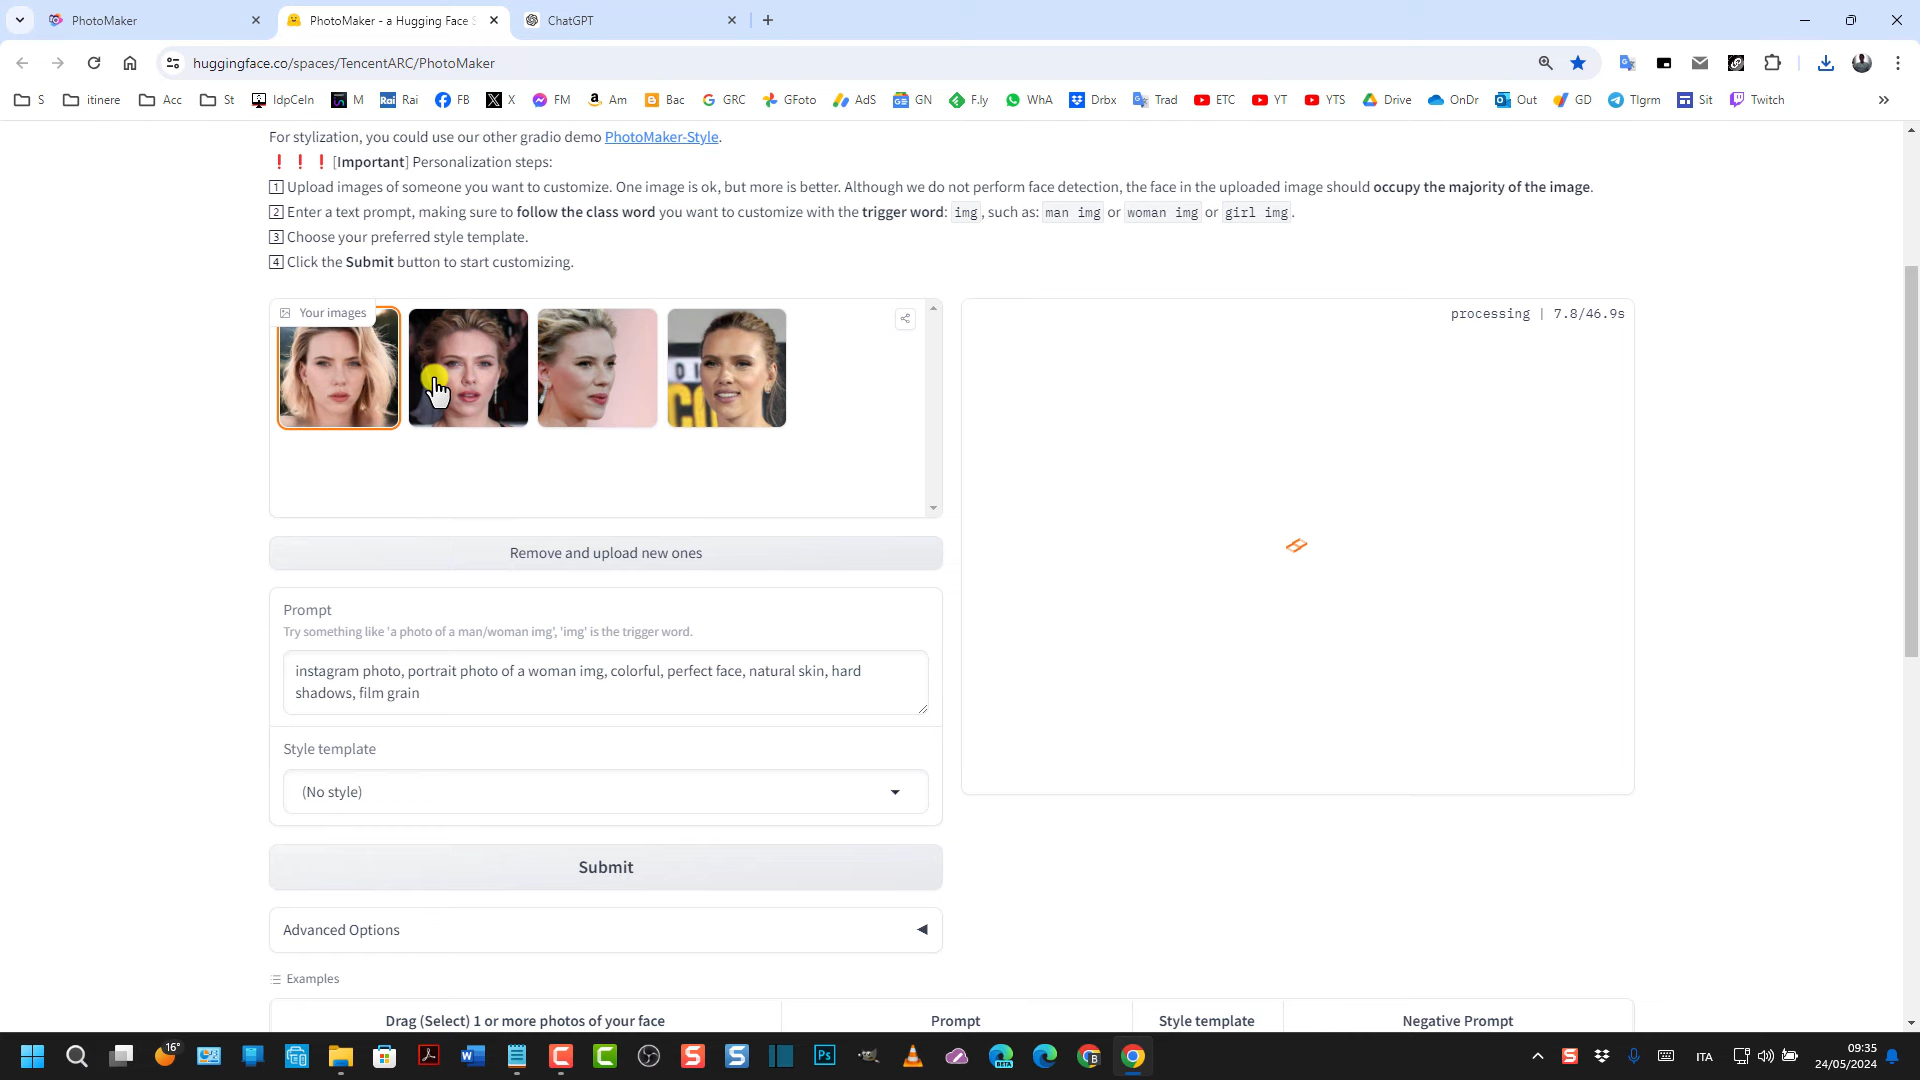 PhotoMaker
PhotoMaker - a Hugging Face S
ChatGPT
huggingface.co/spaces/TencentARC/PhotoMaker
S
itinere
Acc
St
IdpCeIn
M
Rai
FB
X
FM
Am
Bac
GRC
GFoto
AdS
GN
F.ly
WhA
Drbx
Trad
ETC
YT
YTS
Drive
OnDr
Out
GD
Tlgrm
Sit
Twitch
For stylization, you could use our other gradio demo PhotoMaker-Style.
❗❗❗[Important] Personalization steps:
1️⃣ Upload images of someone you want to customize. One image is ok, but more is better. Although we do not perform face detection, the face in the uploaded image should occupy the majority of the image.
2️⃣ Enter a text prompt, making sure to follow the class word you want to customize with the trigger word: img, such as: man img or woman img or girl img.
3️⃣ Choose your preferred style template.
4️⃣ Click the Submit button to start customizing.
Your images
processing | 7.8/46.9s
Remove and upload new ones
Prompt
Try something like 'a photo of a man/woman img', 'img' is the trigger word.
instagram photo, portrait photo of a woman img, colorful, perfect face, natural skin, hard
shadows, film grain
Style template
(No style)
Submit
Advanced Options
Examples
Drag (Select) 1 or more photos of your face
Prompt
Style template
Negative Prompt
16°
ITA
09:35
24/05/2024